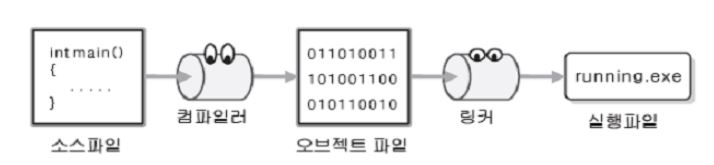 int main()
{
.....
}
소스파일
컴파일러
011010011
101001100
010110010
오브젝트 파일
링커
running.exe
실행파일